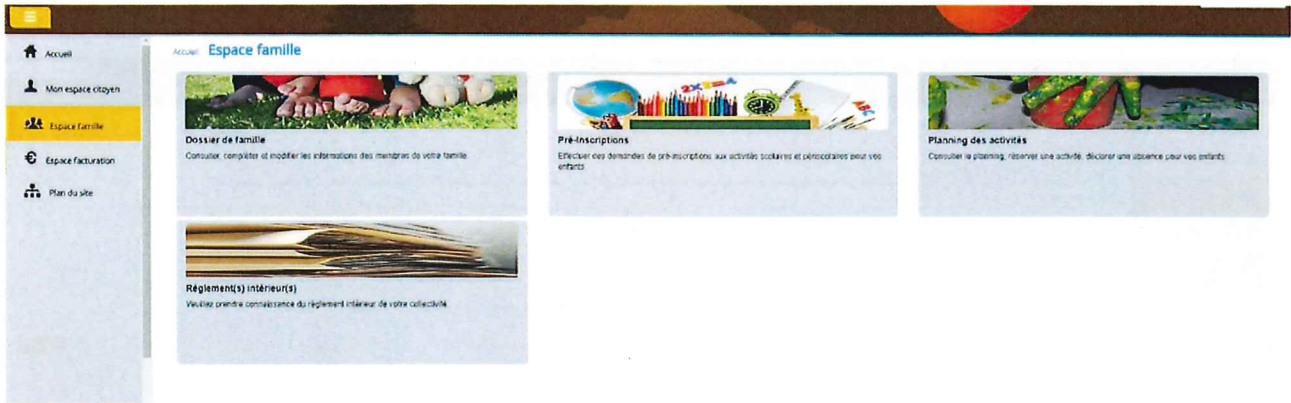 Accueil
Mon espace citoyen
Espace famille
Espace facturation
Plan du site
Accueil Espace famille
Dossier de famille
Consulter, compléter et modifier les informations des membres de votre famille.
2X
ABC
Pré-Inscriptions
Effectuer des demandes de pré-inscriptions aux activités scolaires et périscolaires pour vos
enfants.
Planning des activités
Consulter le planning, réserver une activité, déclarer une absence pour vos enfants.
Règlement(s) intérieur(s)
Veuillez prendre connaissance du règlement intérieur de votre collectivité.